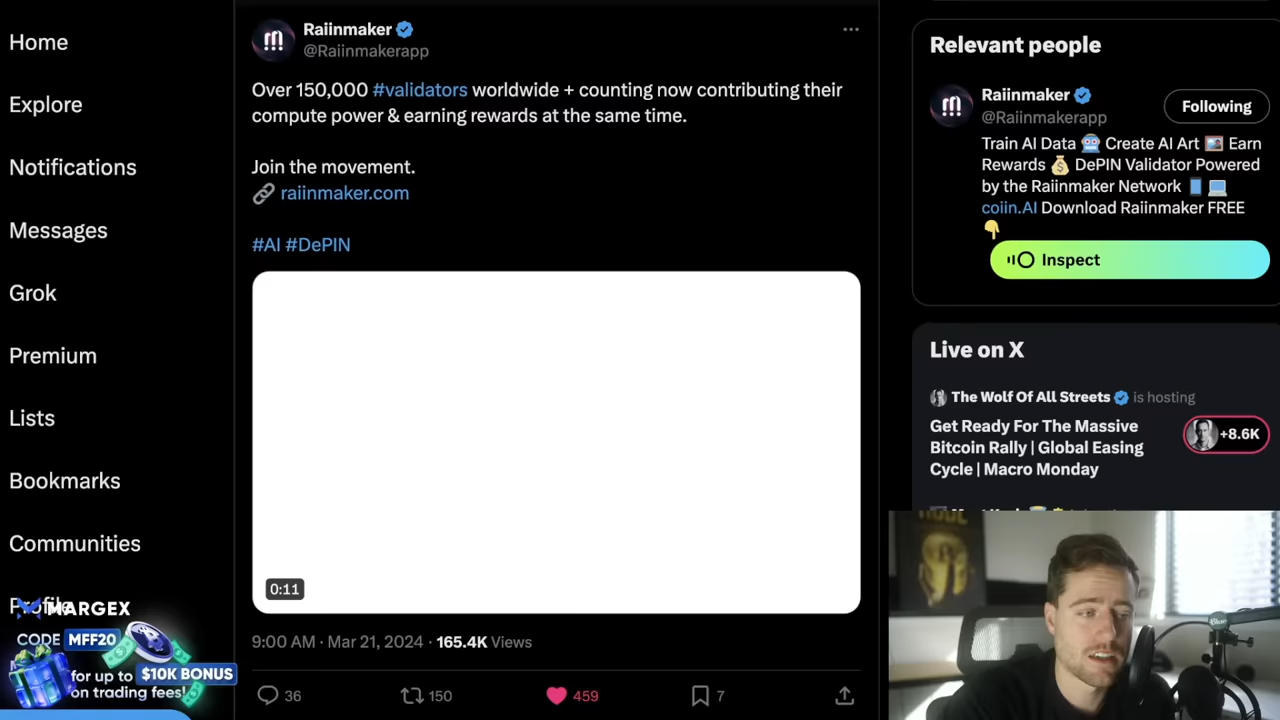 Home
Explore
Notifications
Messages
Grok
Premium
Lists
Bookmarks
Communities
Profile
MARGEX
CODE MFF20
for up to $10K BONUS
on trading fees!
Raiinmaker
@Raiinmakerapp
Over 150,000 #validators worldwide + counting now contributing their
compute power & earning rewards at the same time.
Join the movement.
🔗 raiinmaker.com
#AI #DePIN
0:11
9:00 AM · Mar 21, 2024 · 165.4K Views
36 150 459 7
Relevant people
Raiinmaker
@Raiinmakerapp
Following
Train AI Data 🤖 Create AI Art 🖼️ Earn
Rewards 💰 DePIN Validator Powered
by the Raiinmaker Network 📱 💻
coiin.AI Download Raiinmaker FREE
👇
Inspect
Live on X
The Wolf Of All Streets is hosting
Get Ready For The Massive
Bitcoin Rally | Global Easing
Cycle | Macro Monday
+8.6K